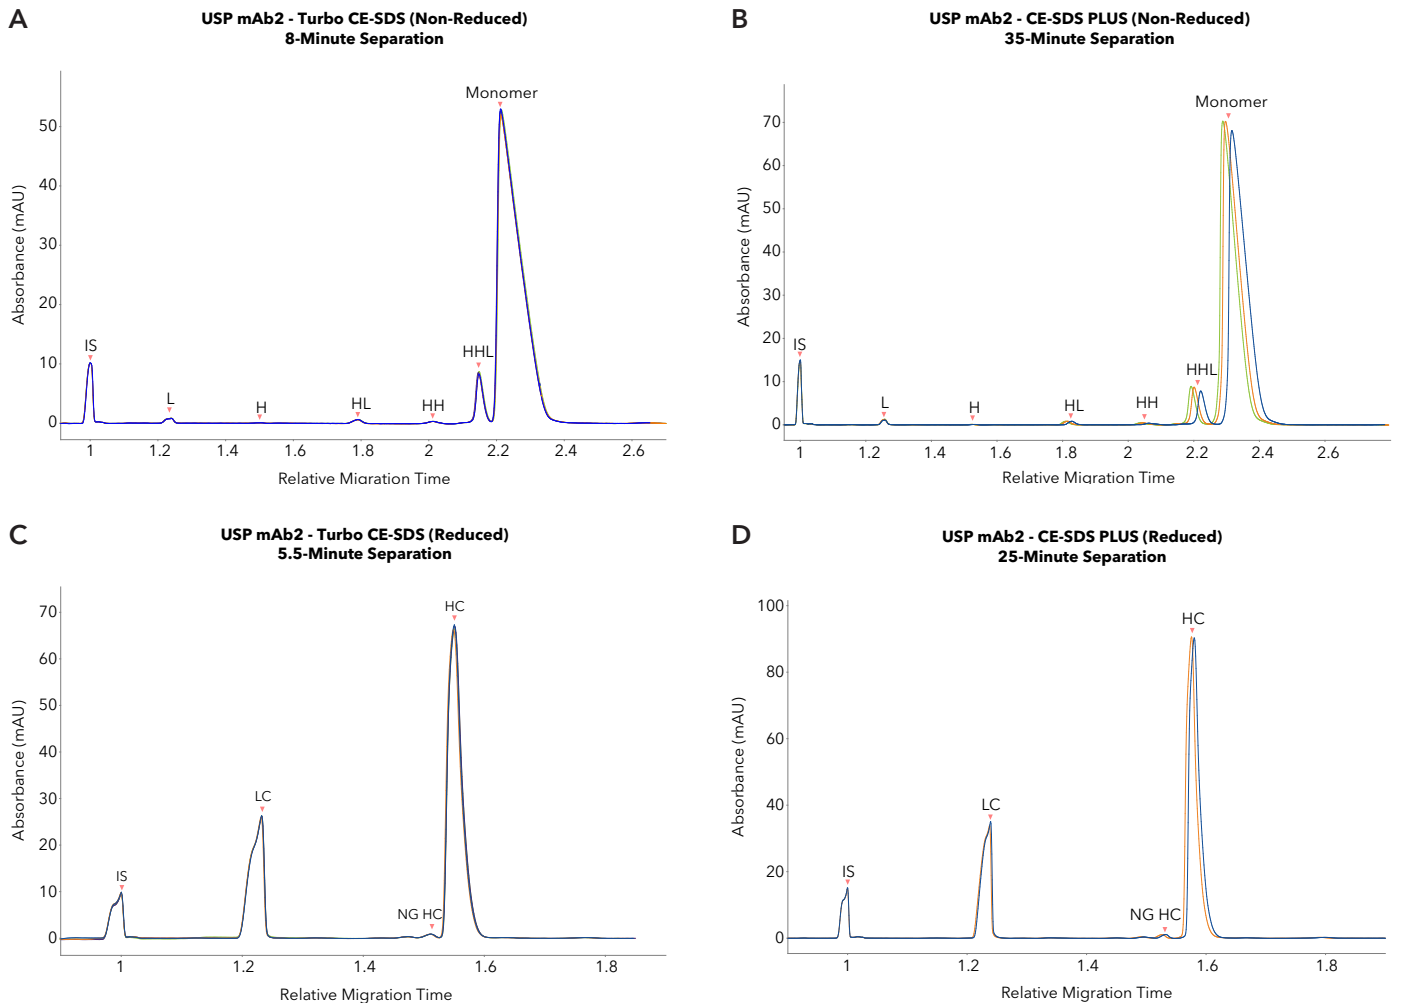 A
USP mAb2 - Turbo CE-SDS (Non-Reduced)
8-Minute Separation
Absorbance (mAU)
50
40
30
20
10
0
IS
L
H
HL
HH
HHL
Monomer
1
1.2
1.4
1.6
1.8
2
2.2
2.4
2.6
Relative Migration Time
B
USP mAb2 - CE-SDS PLUS (Non-Reduced)
35-Minute Separation
Absorbance (mAU)
70
60
50
40
30
20
10
0
IS
L
H
HL
HH
HHL
Monomer
1
1.2
1.4
1.6
1.8
2
2.2
2.4
2.6
Relative Migration Time
C
USP mAb2 - Turbo CE-SDS (Reduced)
5.5-Minute Separation
Absorbance (mAU)
70
60
50
40
30
20
10
0
IS
LC
NG HC
HC
1
1.2
1.4
1.6
1.8
Relative Migration Time
D
USP mAb2 - CE-SDS PLUS (Reduced)
25-Minute Separation
Absorbance (mAU)
100
80
60
40
20
0
IS
LC
NG HC
HC
1
1.2
1.4
1.6
1.8
Relative Migration Time